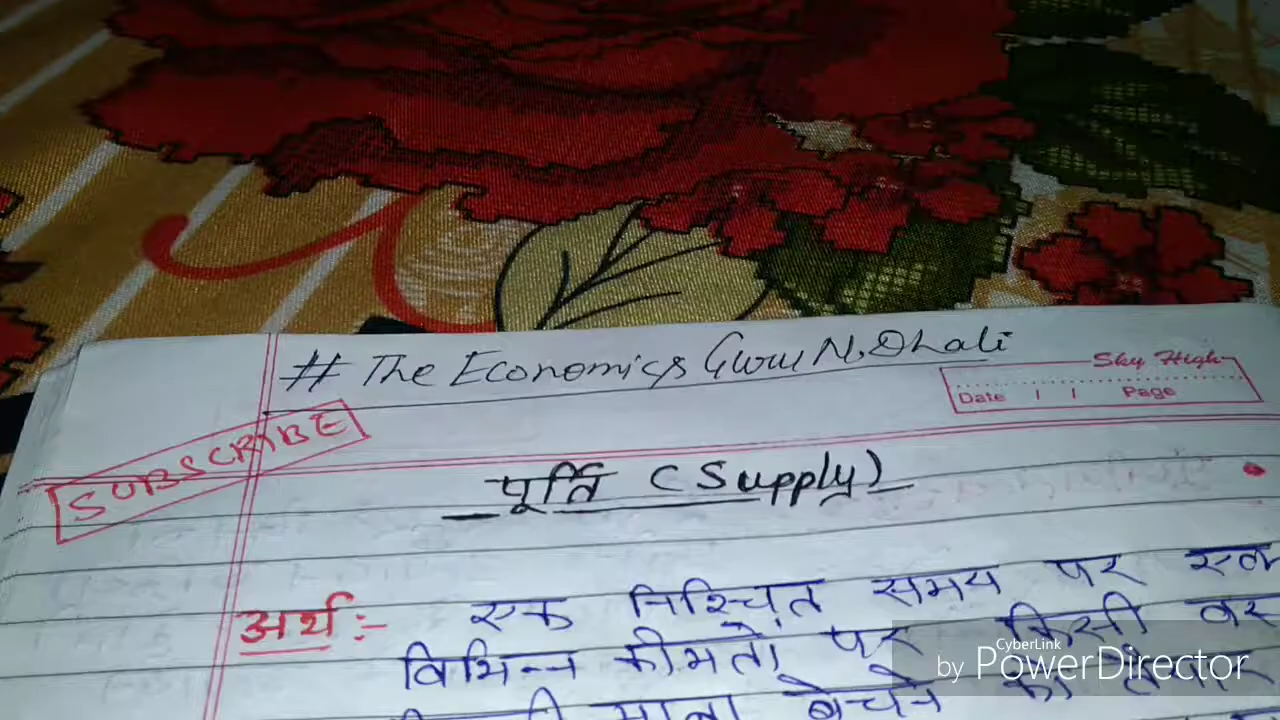 # The Economics Guru N. Dhali
Sky High
Date / / Page
SUBSCRIBE
पूर्ति (Supply)
अर्थ:- एक निश्चित समय पर
विभिन्न कीमतो पर किसी
मात्रा बेचने को तैयार
CyberLink
by PowerDirector